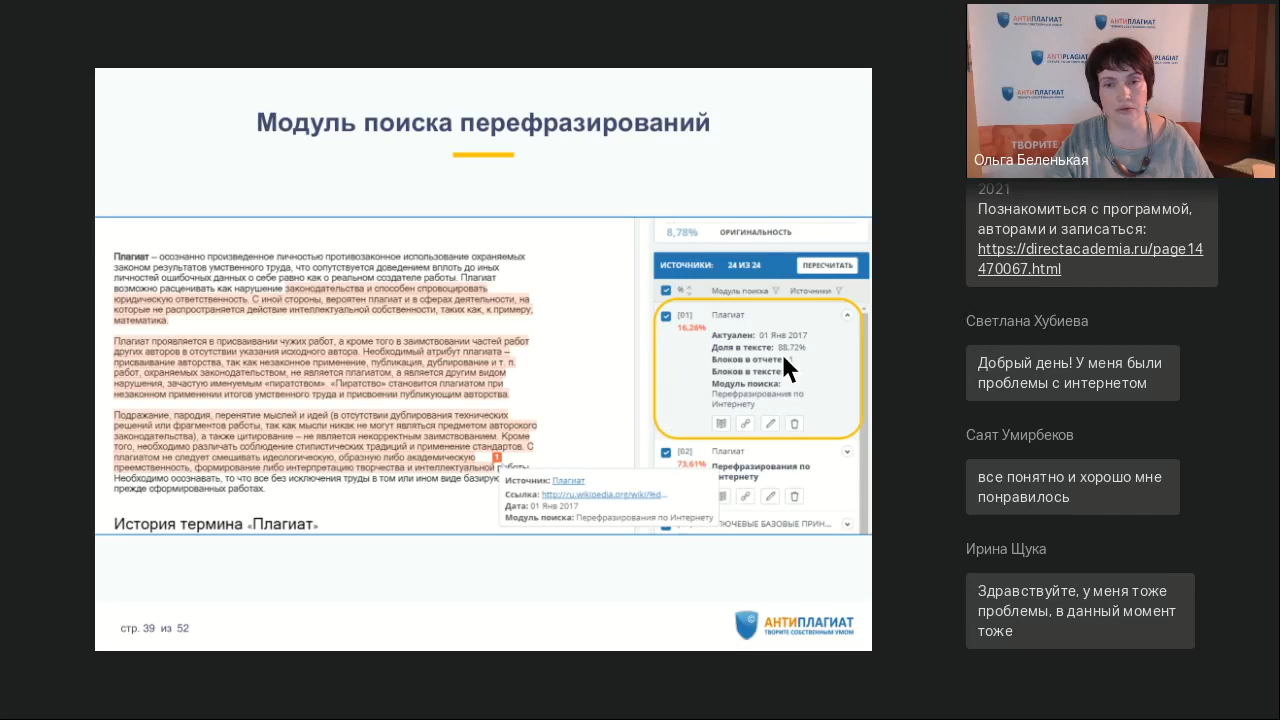 Модуль поиска перефразирований
Плагиат – осознанно произведенное личностью противозаконное использование охраняемых
законом результатов умственного труда, что сопутствуется доведением вплоть до иных
личностей ошибочных данных о себе равно как о реальном создателе работы. Плагиат
возможно расценивать как нарушение законодательства и способен спровоцировать
юридическую ответственность. С иной стороны, вероятен плагиат и в сферах деятельности, на
которые не распространяется действие интеллектуальной собственности, таких как, к примеру,
математика.
Плагиат проявляется в присваивании чужих работ, а кроме того в заимствовании частей работ
других авторов в отсутствии указания исходного автора. Необходимый атрибут плагиата –
присваивание авторства, так как незаконное применение, публикация, дублирование и т. п.
работ, охраняемых законодательством, не является плагиатом, а является другим видом
нарушения, зачастую именуемым «пиратством». «Пиратство» становится плагиатом при
незаконном применении итогов умственного труда и присвоении публикующим авторства.
Подражание, пародия, перенятие мыслей и идей (в отсутствии дублирования технических
решений или фрагментов работы, так как мысли никак не могут являться предметом авторского
законодательства), а также цитирование – не является некорректным заимствованием. Кроме
того, необходимо различать соблюдение стилистических традиций и применение стандартов. С
плагиатом не следует смешивать идеологическую, образную либо академическую 1
преемственность, формирование либо интерпретацию творчества и интеллектуальной работы.
Необходимо осознавать, то что все без исключения труды в том или ином виде базирую
прежде сформированных работах.
История термина «Плагиат»
Источник: Плагиат
Ссылка: http://ru.wikipedia.org/wiki/%d...
Дата: 01 Янв 2017
Модуль поиска: Перефразирования по Интернету
8,78% ОРИГИНАЛЬНОСТЬ
ИСТОЧНИКИ: 24 ИЗ 24 ПЕРЕСЧИТАТЬ
% Модуль поиска Источники
[01] Плагиат
16,26%
Актуален: 01 Янв 2017
Доля в тексте: 88,72%
Блоков в отчете:
Блоков в тексте
Модуль поиска:
Перефразирования по
Интернету
[02] Плагиат
73,61% Перефразирования по
нтернету
ЛЮЧЕВЫЕ БАЗОВЫЕ ПРИН...
стр. 39 из 52
©
АНТИПЛАГИАТ
ТВОРИТЕ СОБСТВЕННЫМ УМОМ
АНТИПЛАГИАТ
АНТИПЛАГИАТ
ANTIPLAGIAT
PLAGIAT
АНТИПЛАГИАТ
ТВОРИТЕ
Ольга Беленькая
2021
Познакомиться с программой,
авторами и записаться:
https://directacademia.ru/page14
470067.html
Светлана Хубиева
Добрый день! У меня были
проблемы с интернетом
Саят Умирбеков
все понятно и хорошо мне
понравилось
Ирина Щука
Здравствуйте, у меня тоже
проблемы, в данный момент
тоже